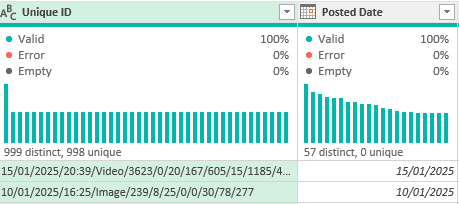 ABC Unique ID Posted Date
Valid 100% Valid 100%
Error 0% Error 0%
Empty 0% Empty 0%
999 distinct, 998 unique 57 distinct, 0 unique
15/01/2025/20:39/Video/3623/0/20/167/605/15/1185/4... 15/01/2025
10/01/2025/16:25/Image/239/8/25/0/0/30/78/277 10/01/2025